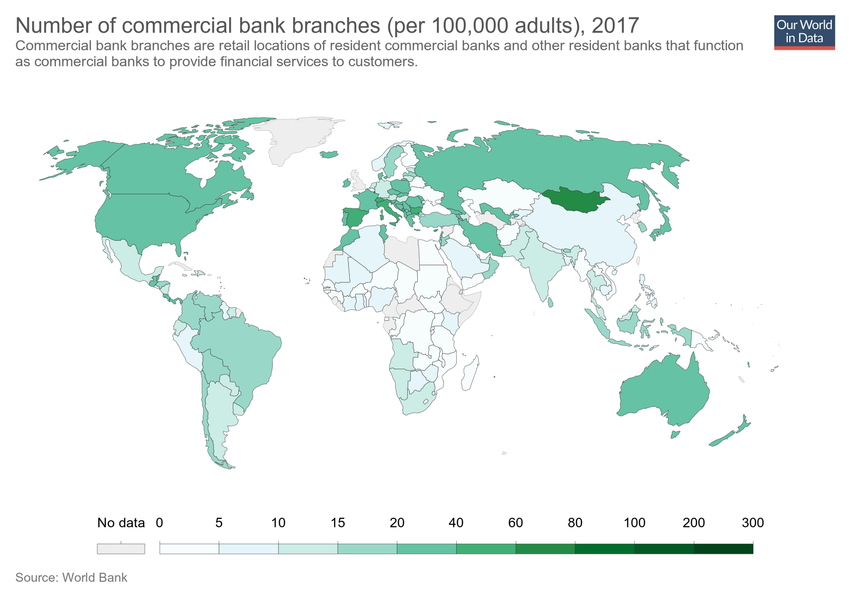 Number of commercial bank branches (per 100,000 adults), 2017
Our World
in Data
Commercial bank branches are retail locations of resident commercial banks and other resident banks that function
as commercial banks to provide financial services to customers.
No data 0 5 10 15 20 40 60 80 100 200 300
Source: World Bank